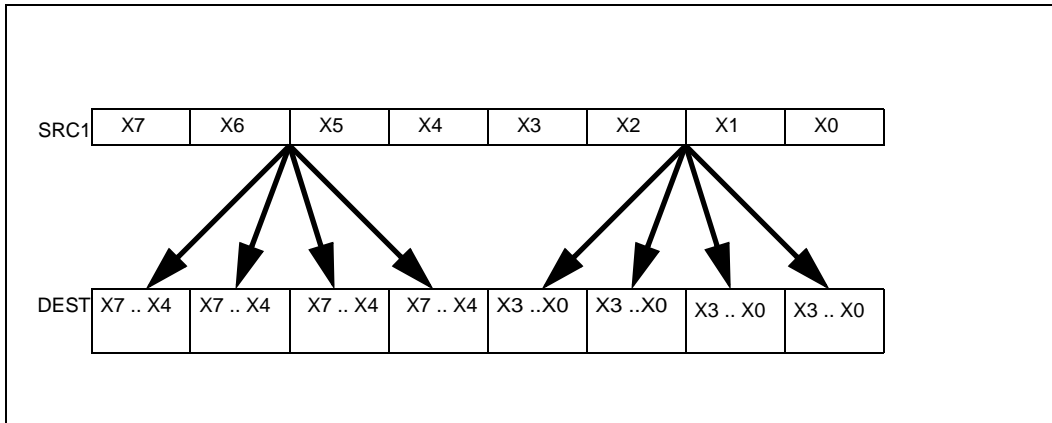 SRC1 X7 X6 X5 X4 X3 X2 X1 X0
DEST X7 .. X4 X7 .. X4 X7 .. X4 X7 .. X4 X3 ..X0 X3 ..X0 X3 .. X0 X3 .. X0